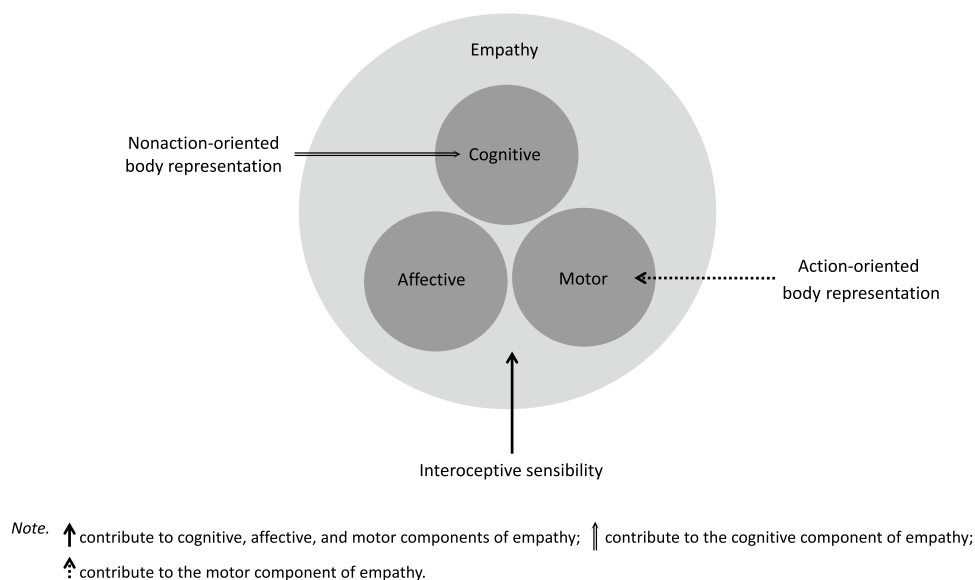 Empathy
Nonaction-oriented
body representation
Cognitive
Affective
Motor
Action-oriented
body representation
Interoceptive sensibility
Note. contribute to cognitive, affective, and motor components of empathy; contribute to the cognitive component of empathy;
contribute to the motor component of empathy.